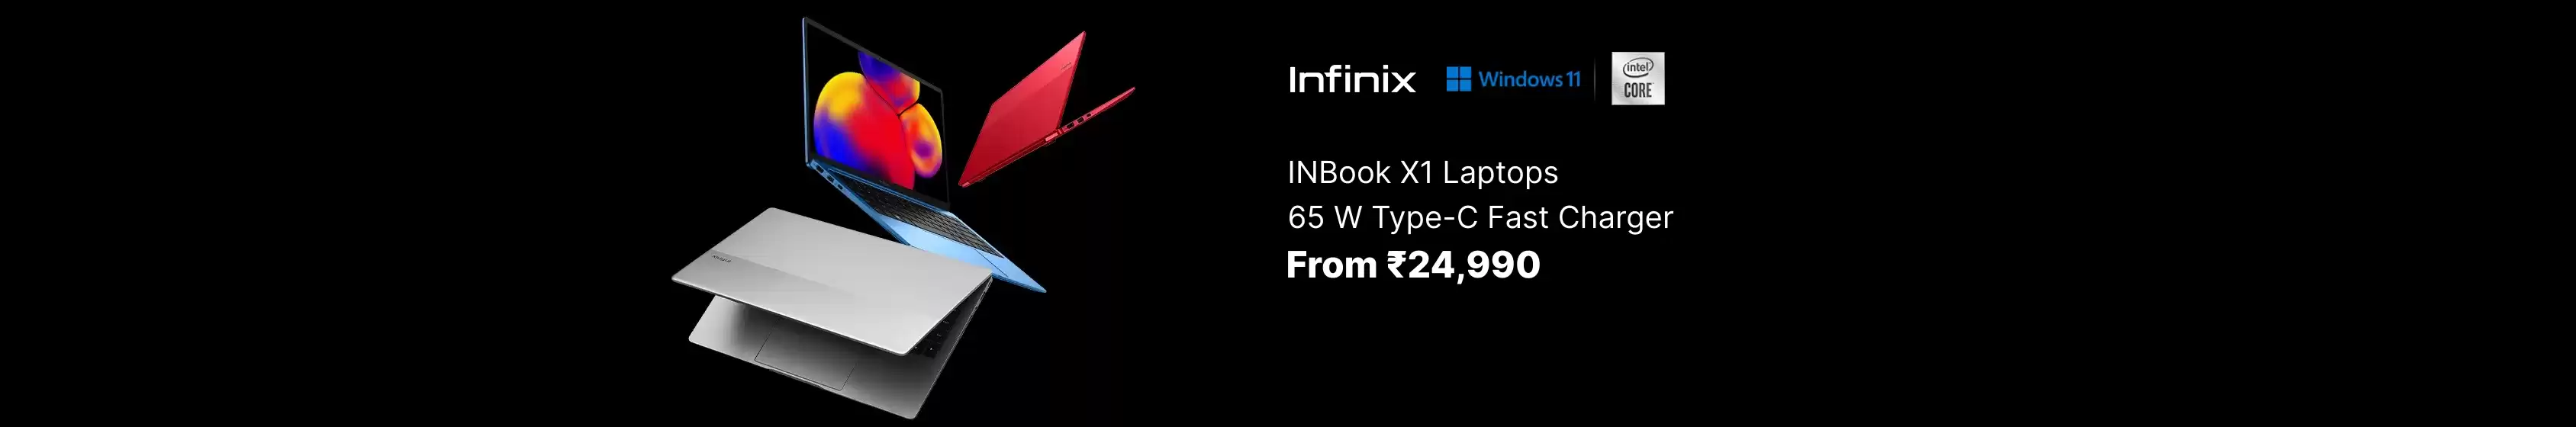 Infinix Windows 11 intel CORE
INBook X1 Laptops
65 W Type-C Fast Charger
From ₹24,990